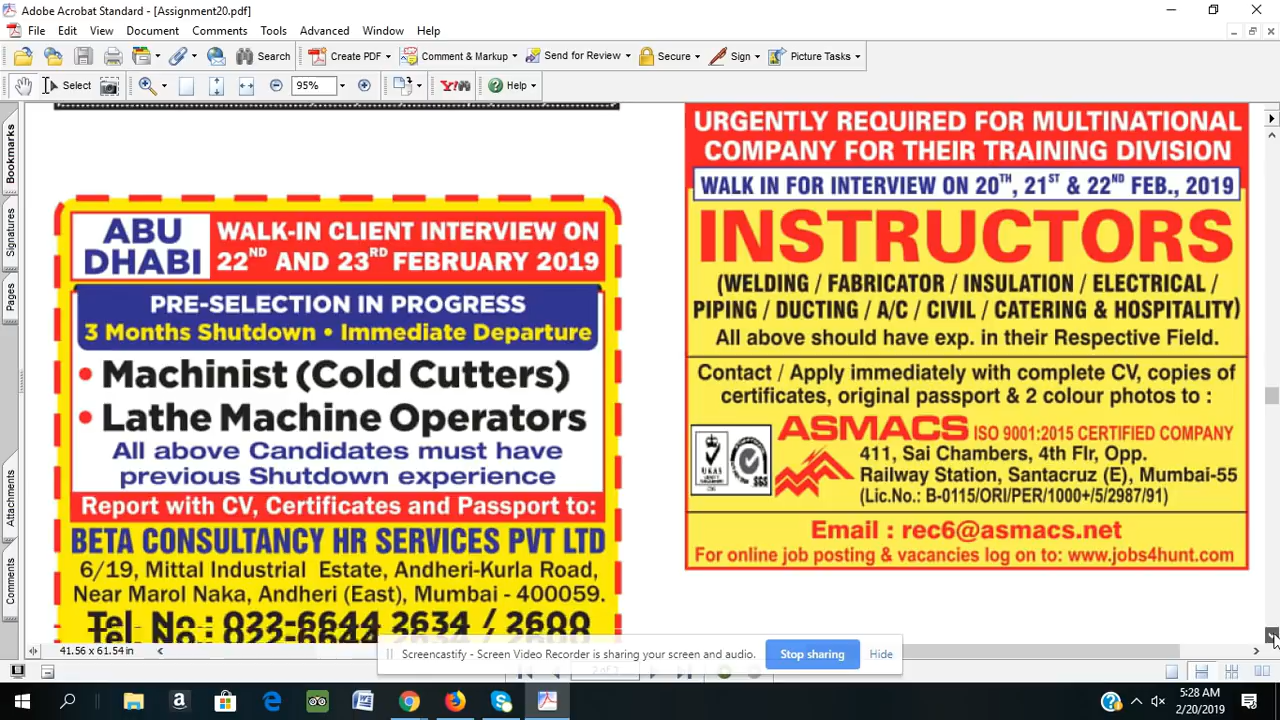 Adobe Acrobat Standard - [Assignment20.pdf]
File Edit View Document Comments Tools Advanced Window Help
Search Create PDF Comment & Markup Send for Review Secure Sign Picture Tasks
Select 95% Y! Help
Bookmarks
Signatures
Pages
Attachments
Comments
ABU DHABI
WALK-IN CLIENT INTERVIEW ON
22ND AND 23RD FEBRUARY 2019
PRE-SELECTION IN PROGRESS
3 Months Shutdown • Immediate Departure
• Machinist (Cold Cutters)
• Lathe Machine Operators
All above Candidates must have
previous Shutdown experience
Report with CV, Certificates and Passport to:
BETA CONSULTANCY HR SERVICES PVT LTD
6/19, Mittal Industrial Estate, Andheri-Kurla Road,
Near Marol Naka, Andheri (East), Mumbai - 400059.
Tel. No.: 022-6644 2634 / 2600
URGENTLY REQUIRED FOR MULTINATIONAL
COMPANY FOR THEIR TRAINING DIVISION
WALK IN FOR INTERVIEW ON 20TH, 21ST & 22ND FEB., 2019
INSTRUCTORS
(WELDING / FABRICATOR / INSULATION / ELECTRICAL /
PIPING / DUCTING / A/C / CIVIL / CATERING & HOSPITALITY)
All above should have exp. in their Respective Field.
Contact / Apply immediately with complete CV, copies of
certificates, original passport & 2 colour photos to :
UKAS
SGS
ASMACS ISO 9001:2015 CERTIFIED COMPANY
411, Sai Chambers, 4th Flr, Opp.
Railway Station, Santacruz (E), Mumbai-55
(Lic.No.: B-0115/ORI/PER/1000+/5/2987/91)
Email : rec6@asmacs.net
For online job posting & vacancies log on to: www.jobs4hunt.com
41.56 x 61.54 in
Screencastify - Screen Video Recorder is sharing your screen and audio. Stop sharing Hide
5:28 AM
2/20/2019